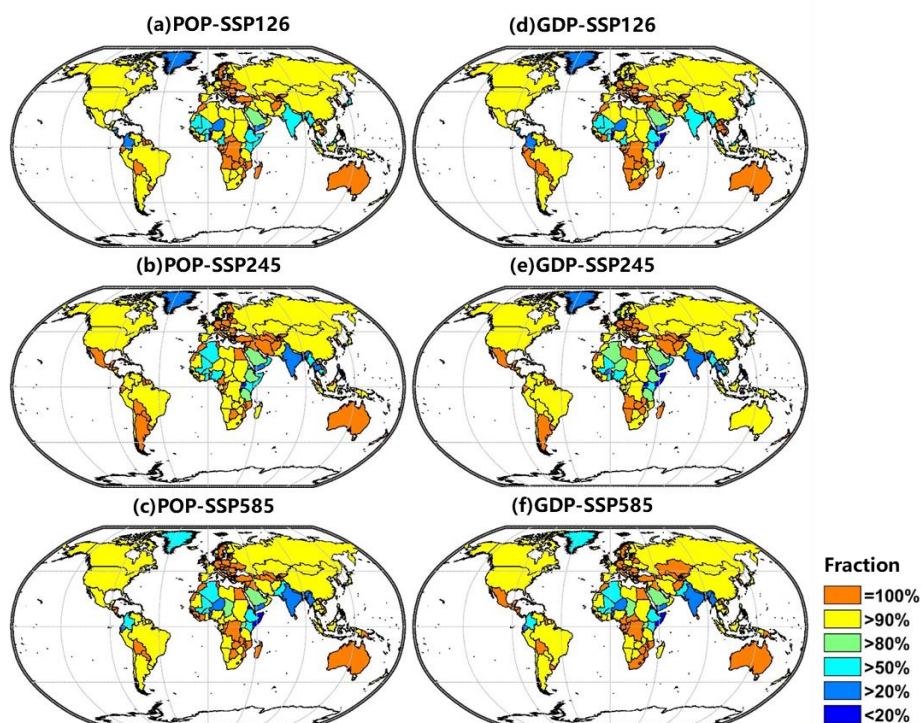 (a)POP-SSP126
(d)GDP-SSP126
(b)POP-SSP245
(e)GDP-SSP245
(c)POP-SSP585
(f)GDP-SSP585
Fraction
=100%
>90%
>80%
>50%
>20%
<20%